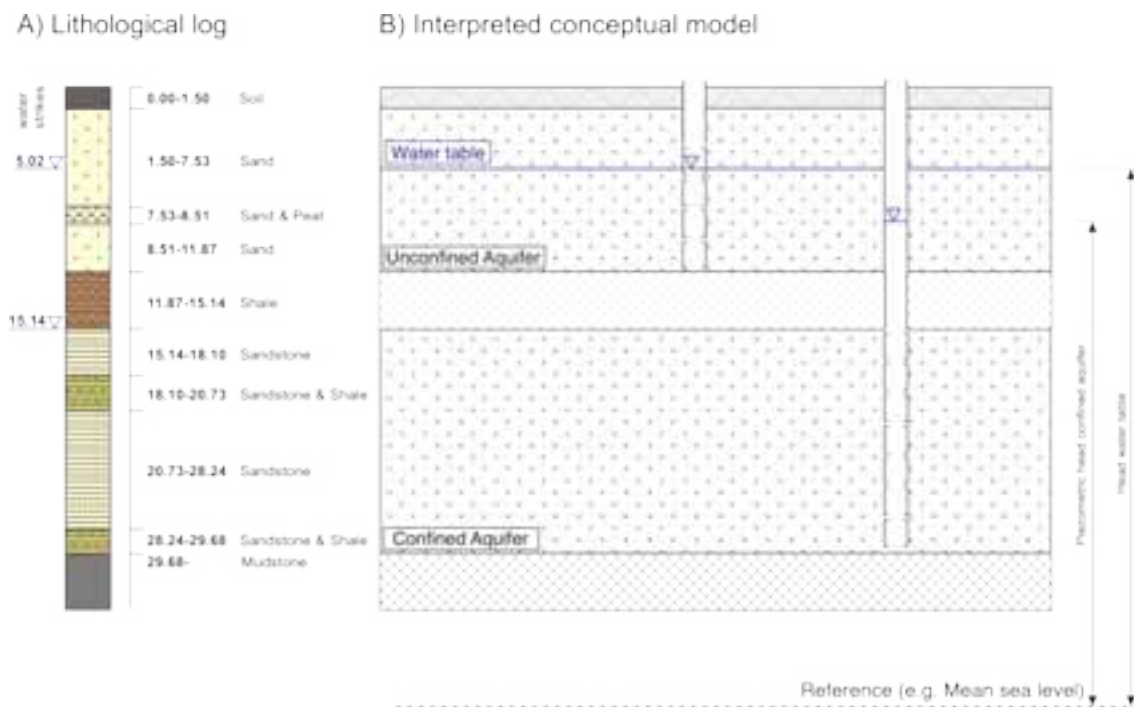 A) Lithological log
B) Interpreted conceptual model
water strikes
0.00-1.50 Soil
5.02
1.50-7.53 Sand
7.53-8.51 Sand & Peat
8.51-11.87 Sand
11.87-15.14 Shale
15.14
15.14-18.10 Sandstone
18.10-20.73 Sandstone & Shale
20.73-28.24 Sandstone
28.24-29.68 Sandstone & Shale
29.68- Mudstone
Water table
Unconfined Aquifer
Confined Aquifer
Piezometric head confined aquifer
Head water table
Reference (e.g. Mean sea level)